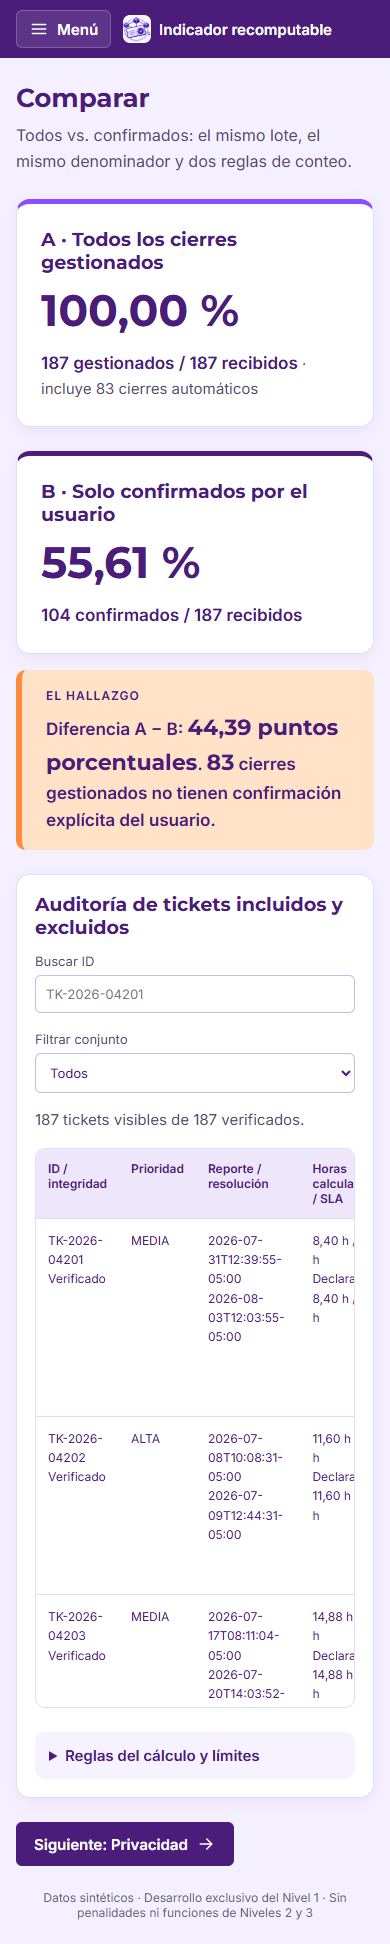 Menú
Indicador recomputable
Comparar
Todos vs. confirmados: el mismo lote, el
mismo denominador y dos reglas de conteo.
A · Todos los cierres
gestionados
100,00 %
187 gestionados / 187 recibidos ·
incluye 83 cierres automáticos
B · Solo confirmados por el
usuario
55,61 %
104 confirmados / 187 recibidos
EL HALLAZGO
Diferencia A − B: 44,39 puntos
porcentuales. 83 cierres
gestionados no tienen confirmación
explícita del usuario.
Auditoría de tickets incluidos y
excluidos
Buscar ID
TK-2026-04201
Filtrar conjunto
Todos
187 tickets visibles de 187 verificados.
ID /
integridad
Prioridad
Reporte /
resolución
Horas
calcula
/ SLA
TK-2026-
04201
Verificado
MEDIA
2026-07-
31T12:39:55-
05:00
2026-08-
03T12:03:55-
05:00
8,40 h /
h
Declara
8,40 h /
h
TK-2026-
04202
Verificado
ALTA
2026-07-
08T10:08:31-
05:00
2026-07-
09T12:44:31-
05:00
11,60 h
h
Declara
11,60 h
h
TK-2026-
04203
Verificado
MEDIA
2026-07-
17T08:11:04-
05:00
2026-07-
20T14:03:52-
14,88 h
h
Declara
14,88 h
h
Reglas del cálculo y límites
Siguiente: Privacidad →
Datos sintéticos · Desarrollo exclusivo del Nivel 1 · Sin
penalidades ni funciones de Niveles 2 y 3